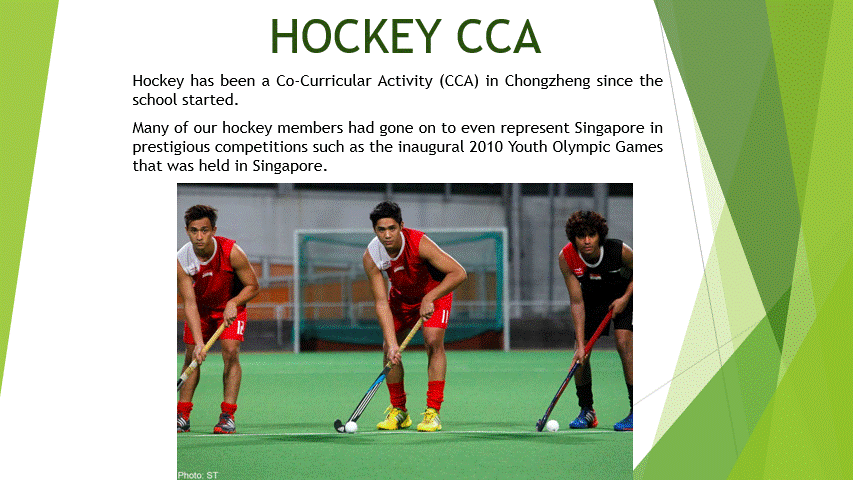 HOCKEY CCA
Hockey has been a Co-Curricular Activity (CCA) in Chongzheng since the
school started.
Many of our hockey members had gone on to even represent Singapore in
prestigious competitions such as the inaugural 2010 Youth Olympic Games
that was held in Singapore.
12
11
Photo: ST